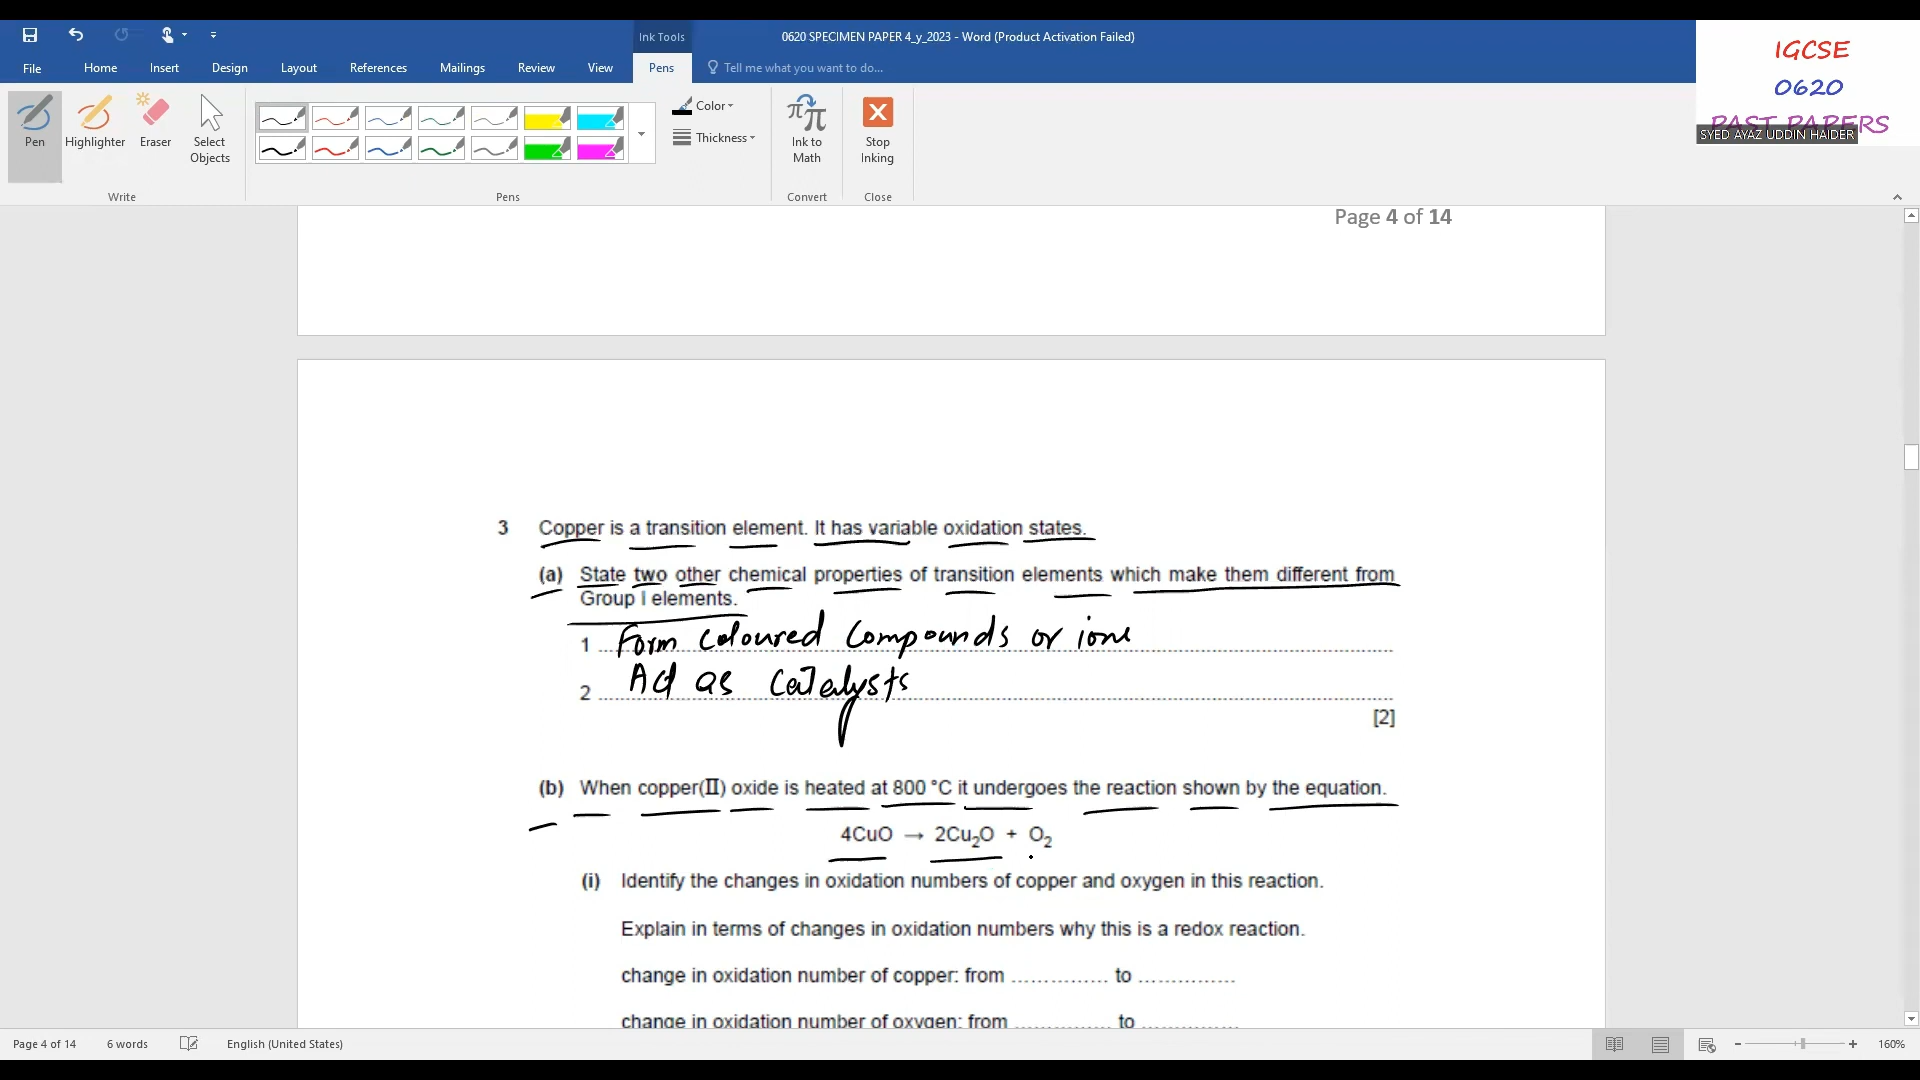 0620 SPECIMEN PAPER 4_y_2023 - Word (Product Activation Failed)
Ink Tools
File Home Insert Design Layout References Mailings Review View Pens Tell me what you want to do...
IGCSE
0620
PAST PAPERS
SYED AYAZ UDDIN HAIDER
Pen Highlighter Eraser Select Objects
Color
Thickness
Ink to Math
Stop Inking
Write Pens Convert Close
Page 4 of 14
3 Copper is a transition element. It has variable oxidation states.
(a) State two other chemical properties of transition elements which make them different from
Group I elements.
1 Form coloured compounds or ions
2 Act as catalysts
[2]
(b) When copper(II) oxide is heated at 800 °C it undergoes the reaction shown by the equation.
4CuO → 2Cu₂O + O₂
(i) Identify the changes in oxidation numbers of copper and oxygen in this reaction.
Explain in terms of changes in oxidation numbers why this is a redox reaction.
change in oxidation number of copper: from ............... to ...............
change in oxidation number of oxygen: from ............... to ...............
Page 4 of 14 6 words English (United States) 160%